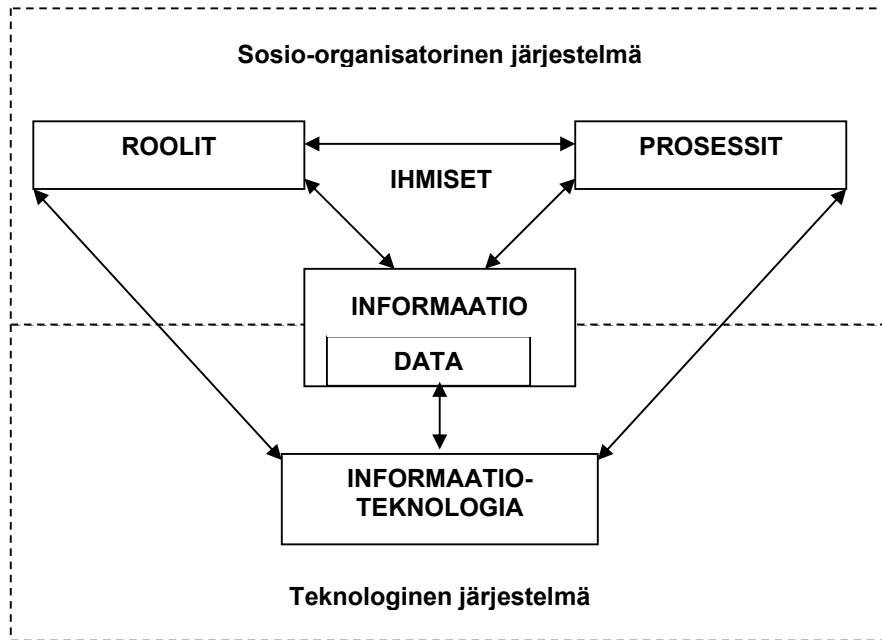 Sosio-organisatorinen järjestelmä
ROOLIT
PROSESSIT
IHMISET
INFORMAATIO
DATA
INFORMAATIO-
TEKNOLOGIA
Teknologinen järjestelmä